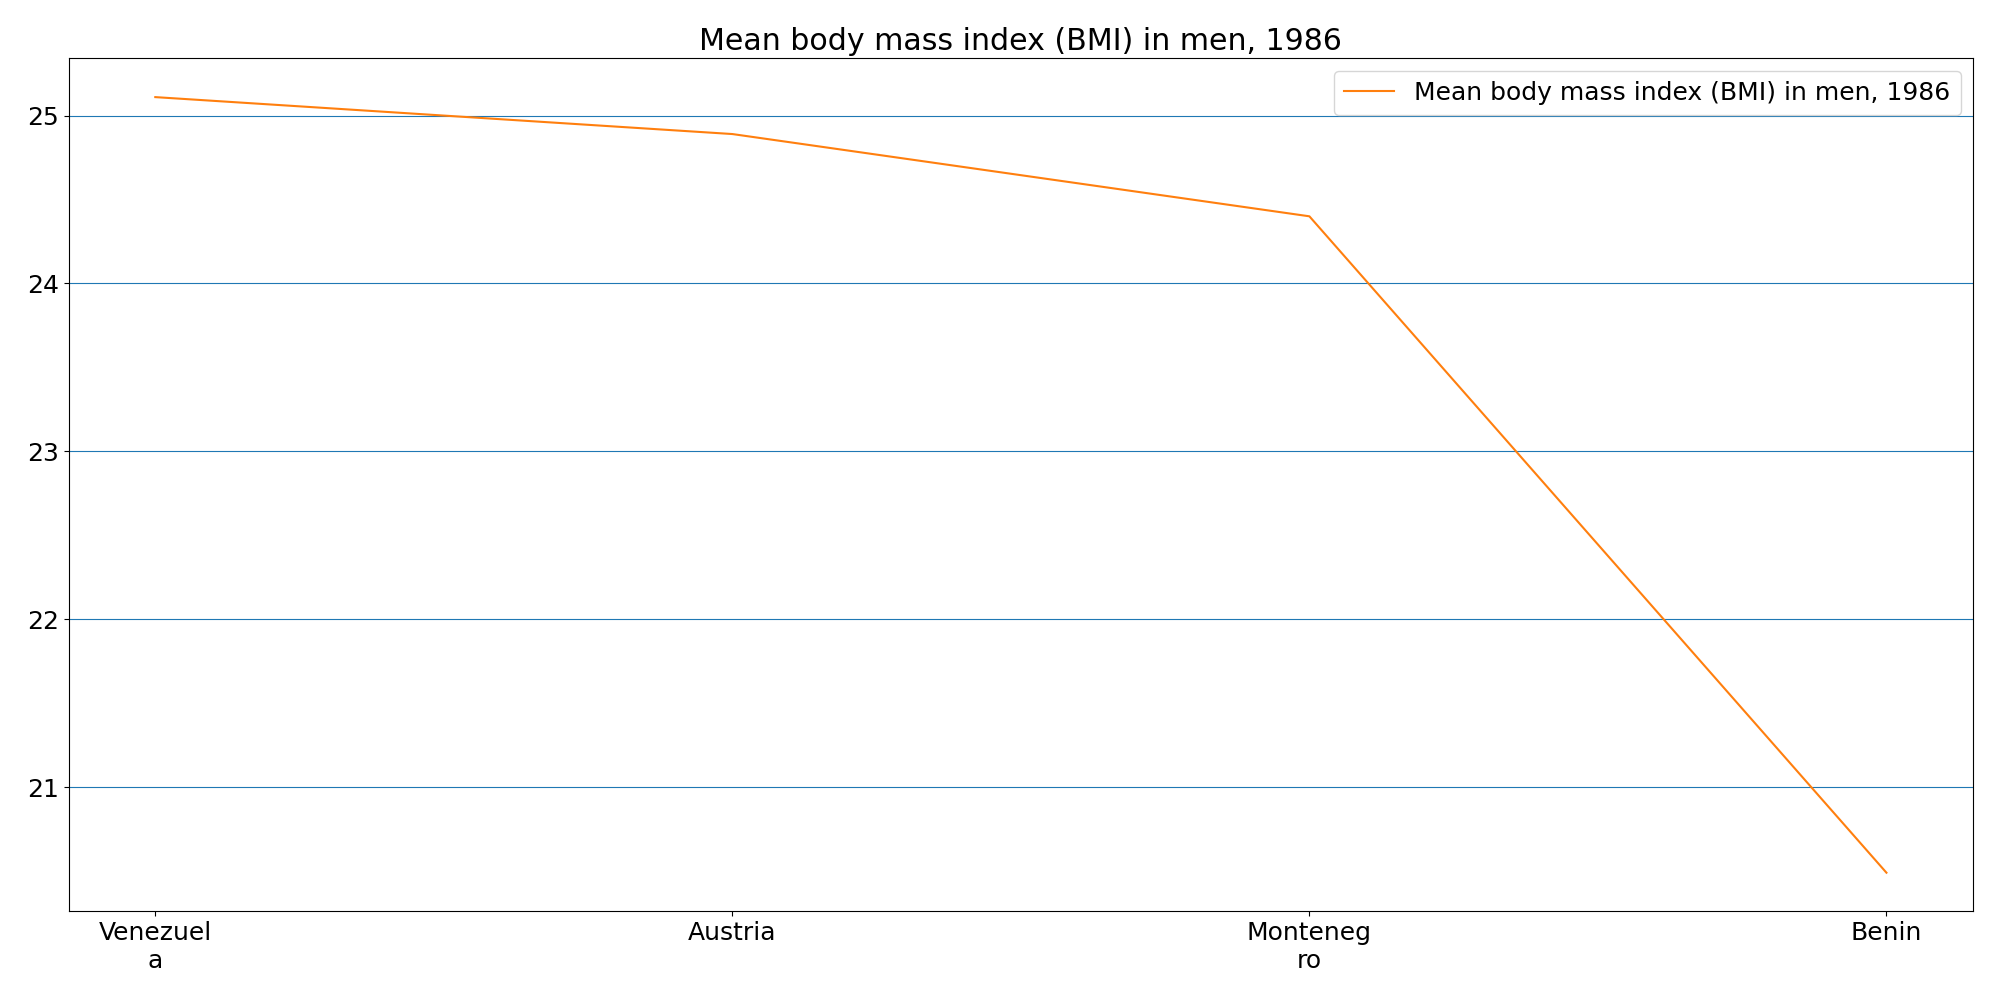 Mean body mass index (BMI) in men, 1986
Mean body mass index (BMI) in men, 1986
25
24
23
22
21
Venezuel
a
Austria
Monteneg
ro
Benin